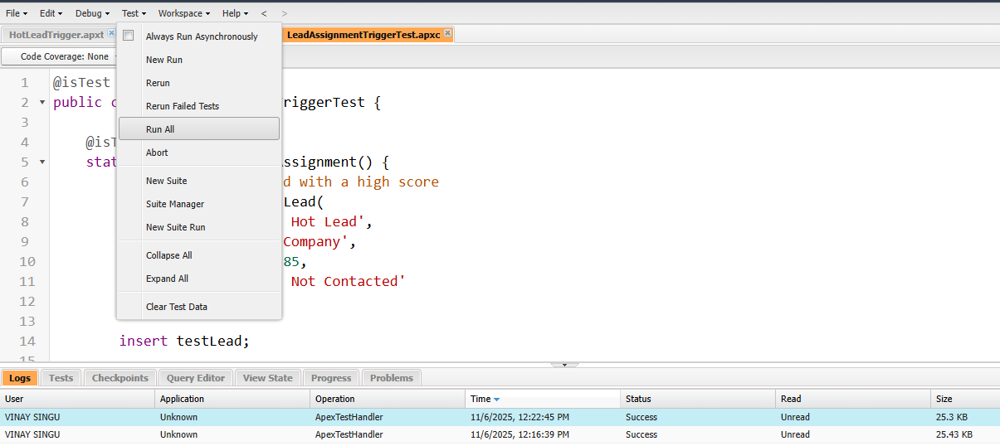 File Edit Debug Test Workspace Help < >
HotLeadTrigger.apxt LeadAssignmentTriggerTest.apxc
Code Coverage: None
Always Run Asynchronously
New Run
Rerun
Rerun Failed Tests
Run All
Abort
New Suite
Suite Manager
New Suite Run
Collapse All
Expand All
Clear Test Data
1 @isTest
2 public c TriggerTest {
3
4 @isT
5 stat Assignment() {
6 d with a high score
7 Lead(
8 Hot Lead',
9 Company',
10 85,
11 Not Contacted'
12
13
14 insert testLead;
15
Logs Tests Checkpoints Query Editor View State Progress Problems
User Application Operation Time Status Read Size
VINAY SINGU Unknown ApexTestHandler 11/6/2025, 12:22:45 PM Success Unread 25.3 KB
VINAY SINGU Unknown ApexTestHandler 11/6/2025, 12:16:39 PM Success Unread 25.43 KB